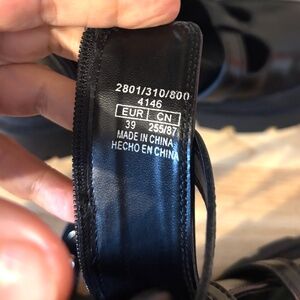 2801/310/800
4146
EUR CN
39 255/87
MADE IN CHINA
HECHO EN CHINA